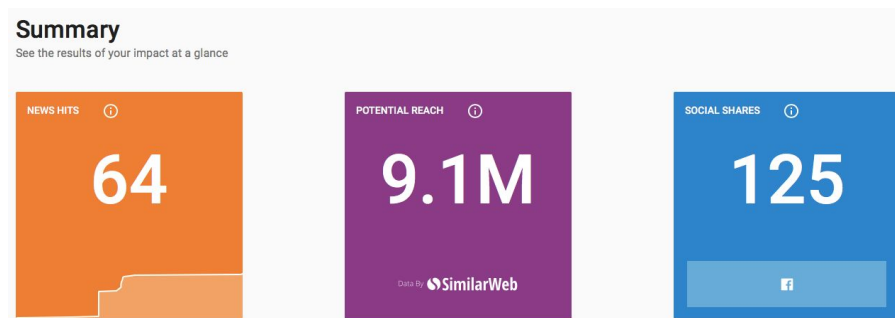 Summary
See the results of your impact at a glance
NEWS HITS
64
POTENTIAL REACH
9.1M
Data By SimilarWeb
SOCIAL SHARES
125